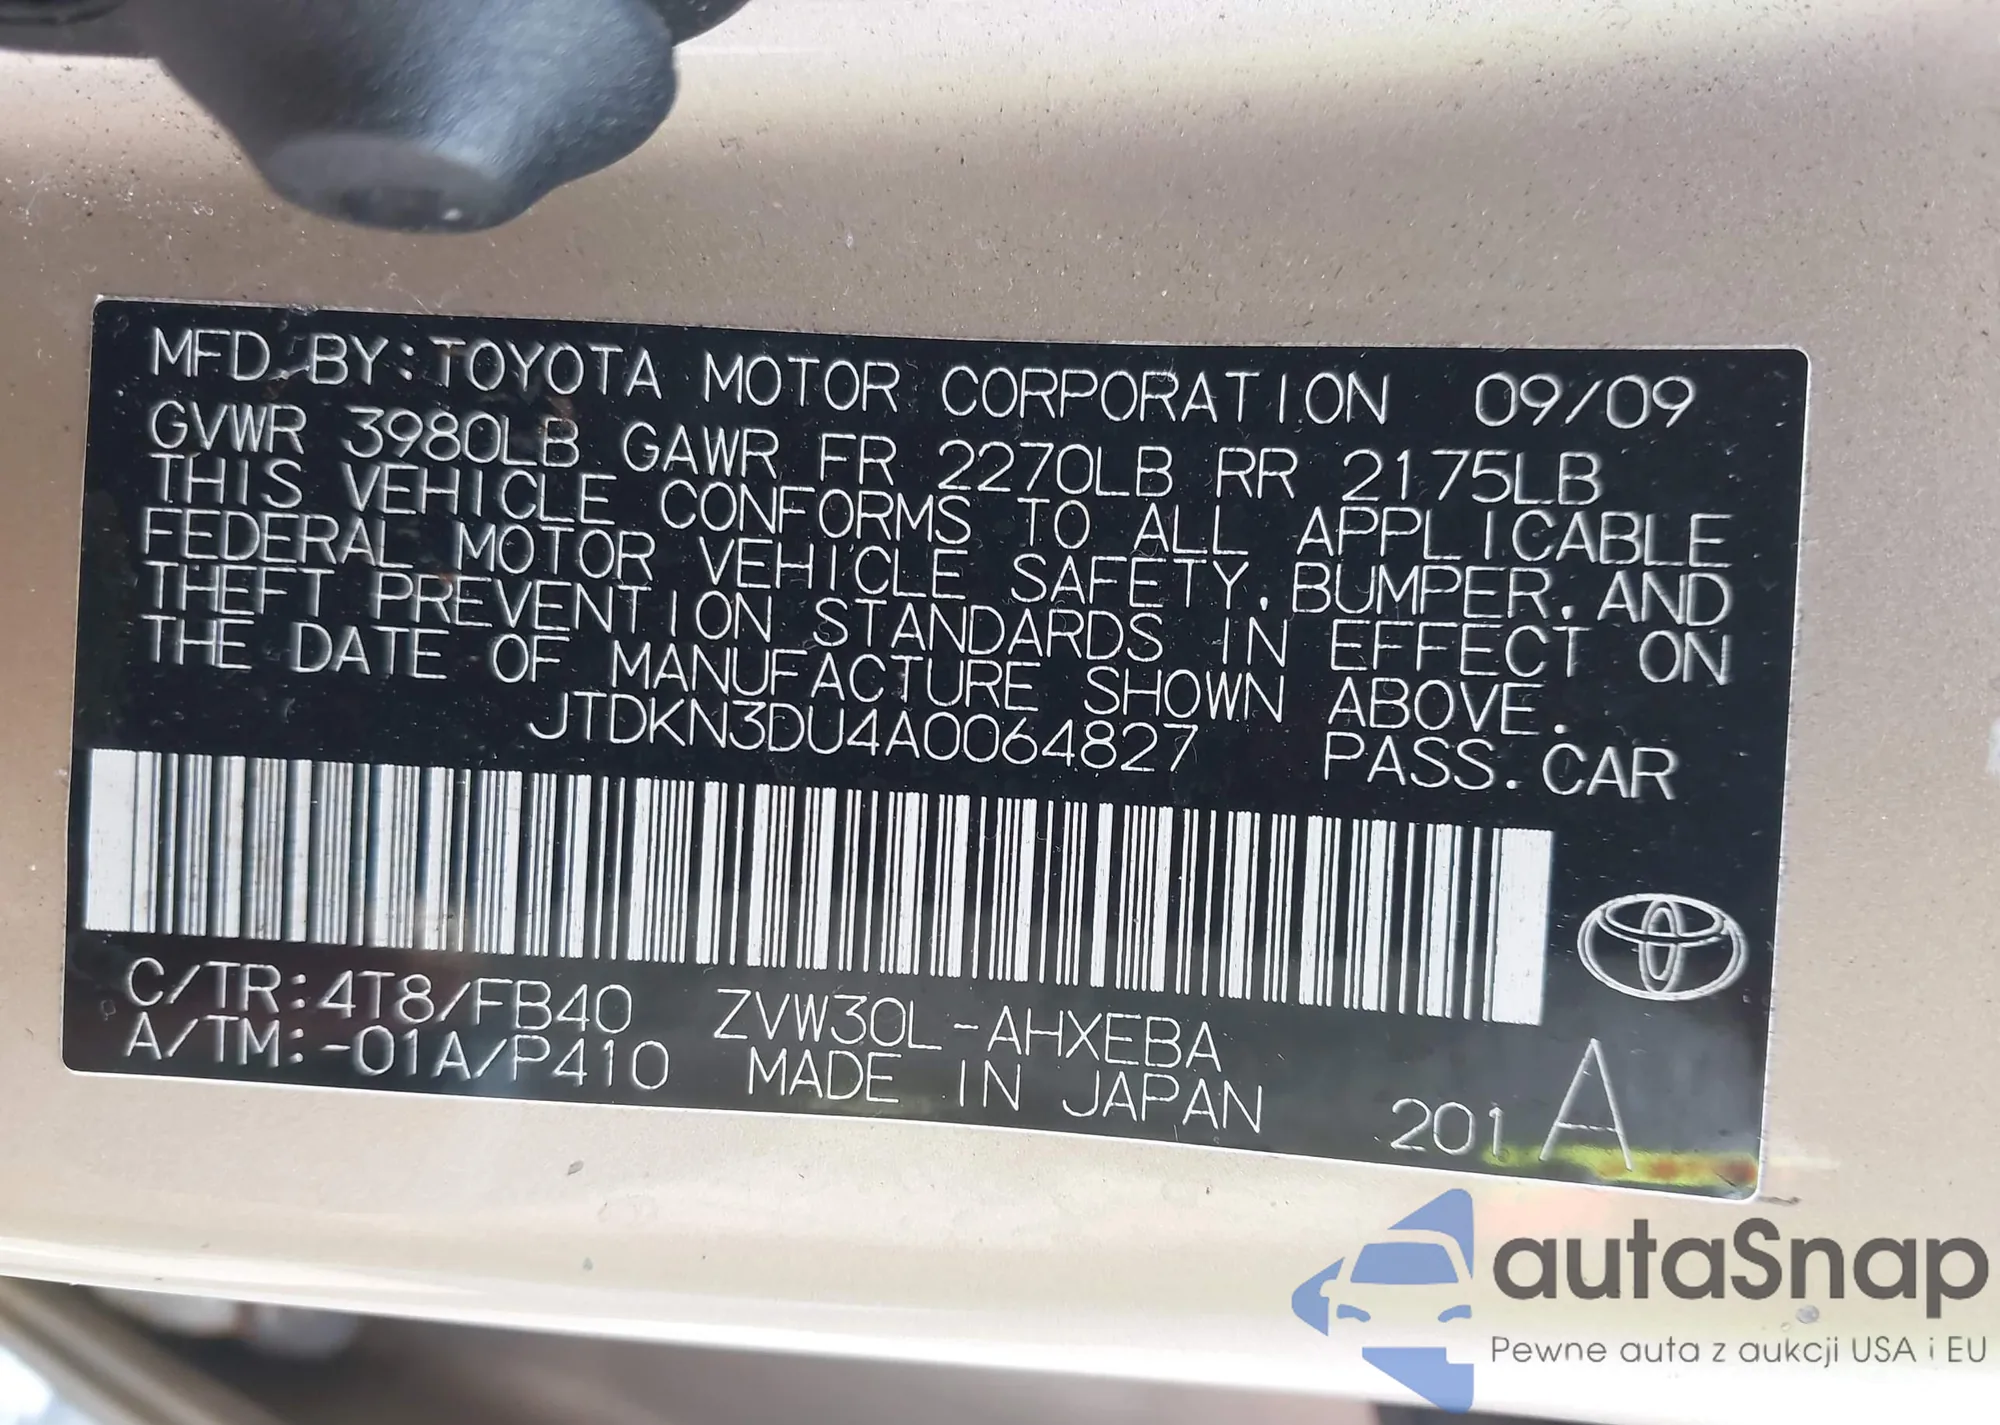 MFD. BY: TOYOTA MOTOR CORPORATION 09/09
GVWR 3980LB GAWR FR 2270LB RR 2175LB
THIS VEHICLE CONFORMS TO ALL APPLICABLE
FEDERAL MOTOR VEHICLE SAFETY, BUMPER, AND
THEFT PREVENTION STANDARDS IN EFFECT ON
THE DATE OF MANUFACTURE SHOWN ABOVE.
JTDKN3DU4A0064827 PASS. CAR
C/TR: 4T8/FB40 ZVW30L-AHXEBA
A/TM: -01A/P410 MADE IN JAPAN 201 A
autaSnap
Pewne auta z aukcji USA i EU